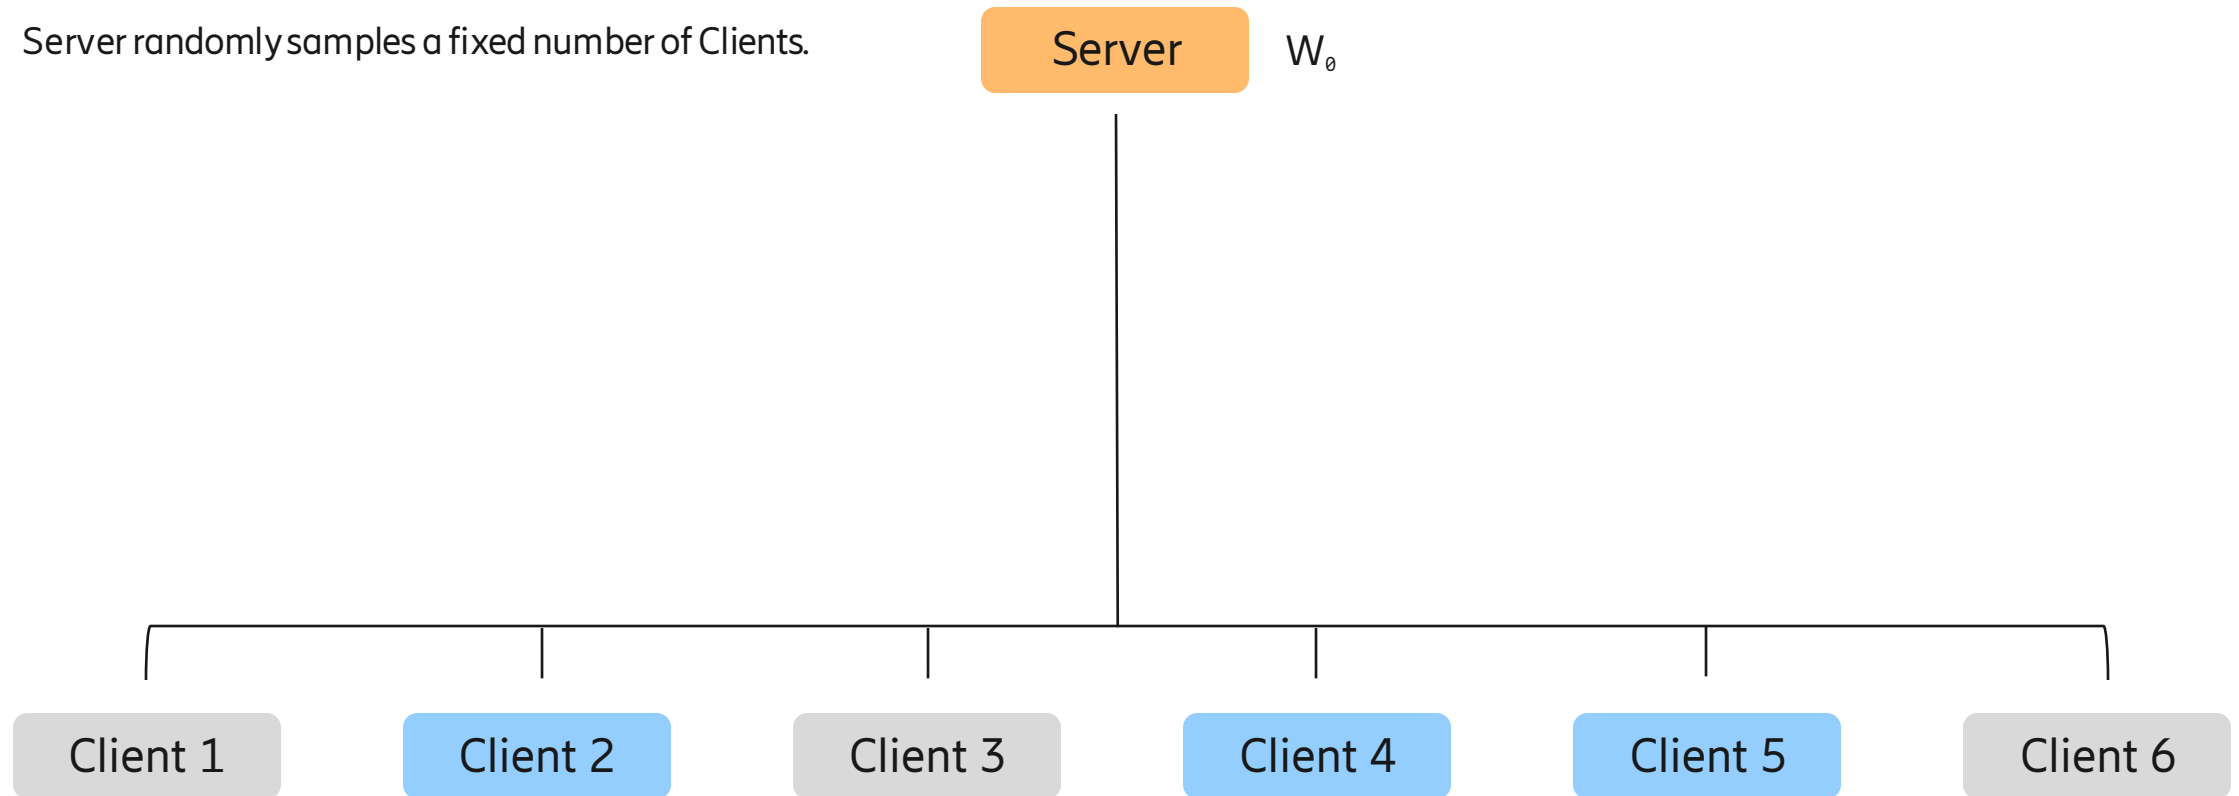 Server randomly samples a fixed number of Clients.
Server
W₀
Client 1
Client 2
Client 3
Client 4
Client 5
Client 6